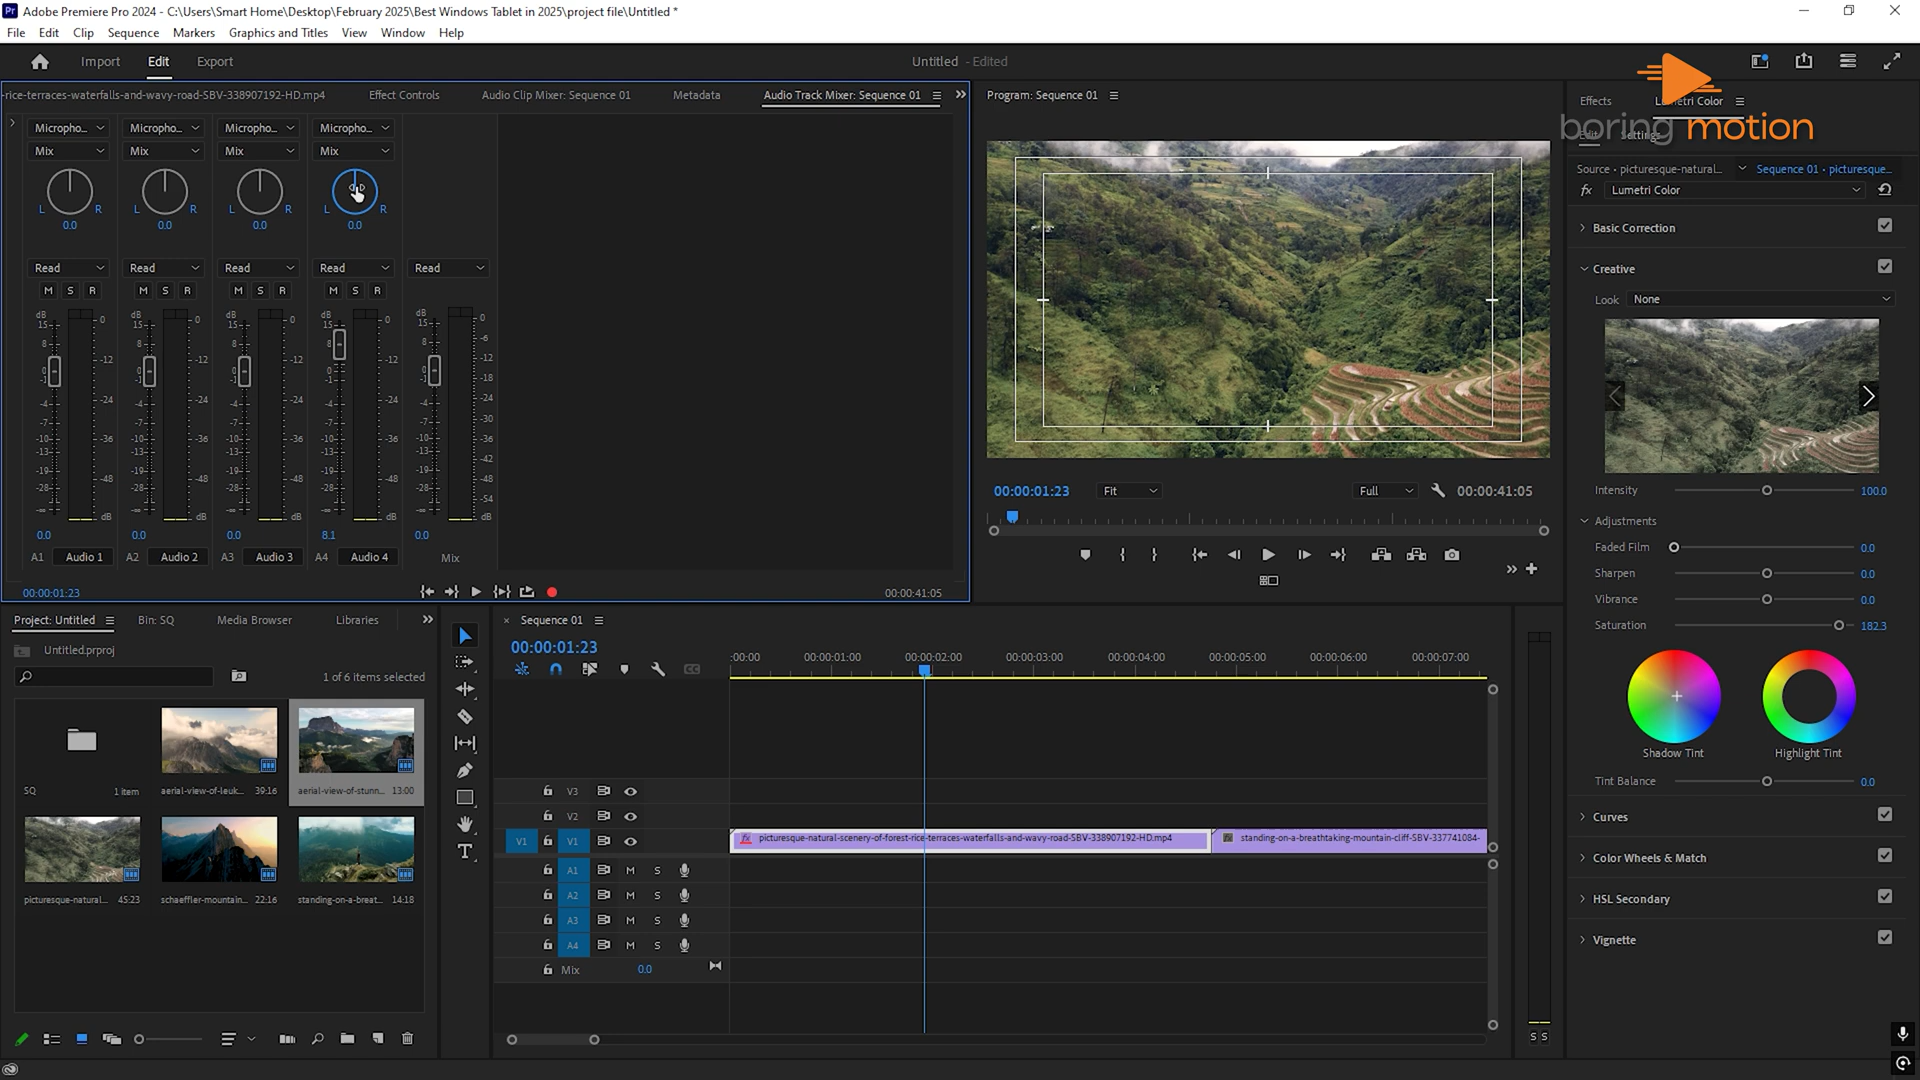 Pr Adobe Premiere Pro 2024 - C:\Users\Smart Home\Desktop\February 2025\Best Windows Tablet in 2025\project file\Untitled *
File Edit Clip Sequence Markers Graphics and Titles View Window Help
Import Edit Export Untitled - Edited
boring motion
-rice-terraces-waterfalls-and-wavy-road-SBV-338907192-HD.mp4 Effect Controls Audio Clip Mixer: Sequence 01 Metadata Audio Track Mixer: Sequence 01
Micropho... Micropho... Micropho... Micropho...
Mix Mix Mix Mix
L R L R L R L R
0.0 0.0 0.0 0.0
Read Read Read Read Read
M S R M S R M S R M S R
0.0 0.0 0.0 8.1 0.0
A1 Audio 1 A2 Audio 2 A3 Audio 3 A4 Audio 4 Mix
00:00:01:23 00:00:41:05
Program: Sequence 01
00:00:01:23 Fit Full 00:00:41:05
Effects Lumetri Color
Edit Settings
Source • picturesque-natural... Sequence 01 • picturesque...
fx Lumetri Color
Basic Correction
Creative
Look None
Intensity 100.0
Adjustments
Faded Film 0.0
Sharpen 0.0
Vibrance 0.0
Saturation 182.3
Shadow Tint Highlight Tint
Tint Balance 0.0
Curves
Color Wheels & Match
HSL Secondary
Vignette
Project: Untitled Bin: SQ Media Browser Libraries
Untitled.prproj
1 of 6 items selected
SQ 1 item aerial-view-of-leuk... 39:16 aerial-view-of-stunn... 13:00
picturesque-natural... 45:23 schaeffler-mountain... 22:16 standing-on-a-breat... 14:18
× Sequence 01
00:00:01:23
:00:00 00:00:01:00 00:00:02:00 00:00:03:00 00:00:04:00 00:00:05:00 00:00:06:00 00:00:07:00
V3
V2
V1 V1 picturesque-natural-scenery-of-forest-rice-terraces-waterfalls-and-wavy-road-SBV-338907192-HD.mp4 standing-on-a-breathtaking-mountain-cliff-SBV-337741084-
A1 M S
A2 M S
A3 M S
A4 M S
Mix 0.0
S S